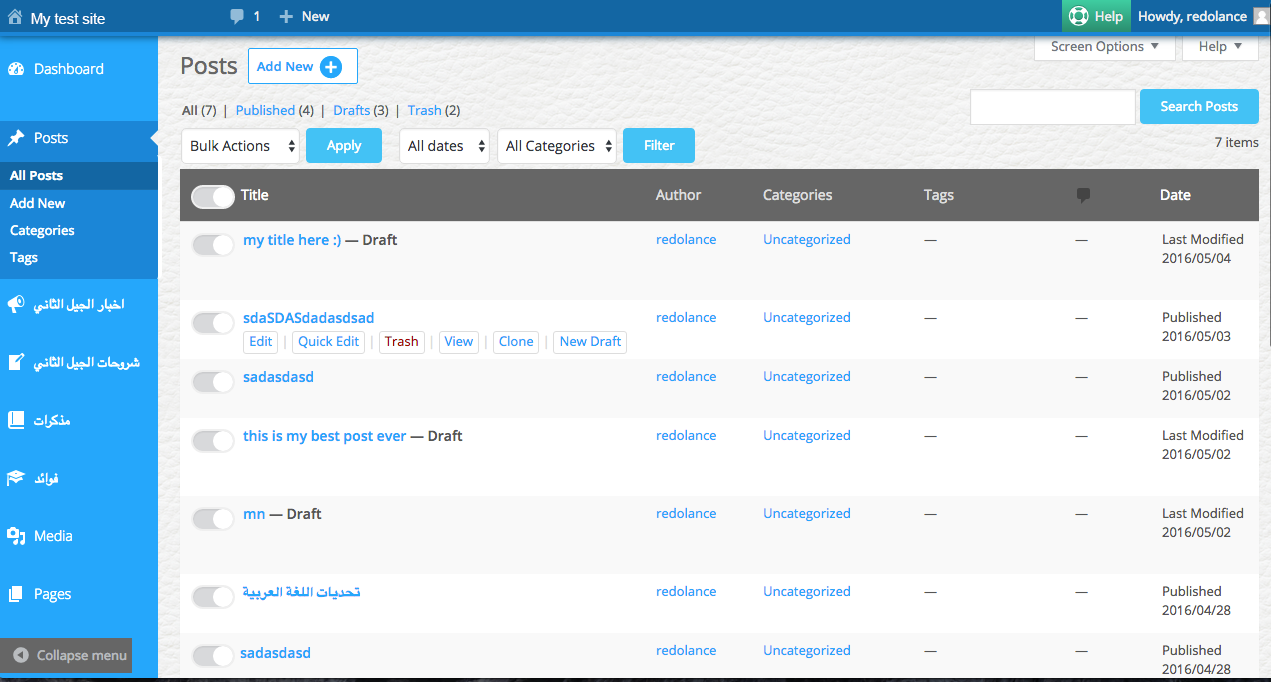 My test site 1 New Help Howdy, redolance
Dashboard
Posts
All Posts
Add New
Categories
Tags
اخبار الجيل الثاني
شروحات الجيل الثاني
مذكرات
فوائد
Media
Pages
Collapse menu
Screen Options Help
Posts Add New
All (7) | Published (4) | Drafts (3) | Trash (2)
Search Posts
Bulk Actions Apply All dates All Categories Filter
7 items
Title Author Categories Tags Date
my title here :) — Draft redolance Uncategorized — — Last Modified
2016/05/04
sdaSDASdadasdsad redolance Uncategorized — — Published
2016/05/03
Edit | Quick Edit | Trash | View | Clone | New Draft
sadasdasd redolance Uncategorized — — Published
2016/05/02
this is my best post ever — Draft redolance Uncategorized — — Last Modified
2016/05/02
mn — Draft redolance Uncategorized — — Last Modified
2016/05/02
تحديات اللغة العربية redolance Uncategorized — — Published
2016/04/28
sadasdasd redolance Uncategorized — — Published
2016/04/28